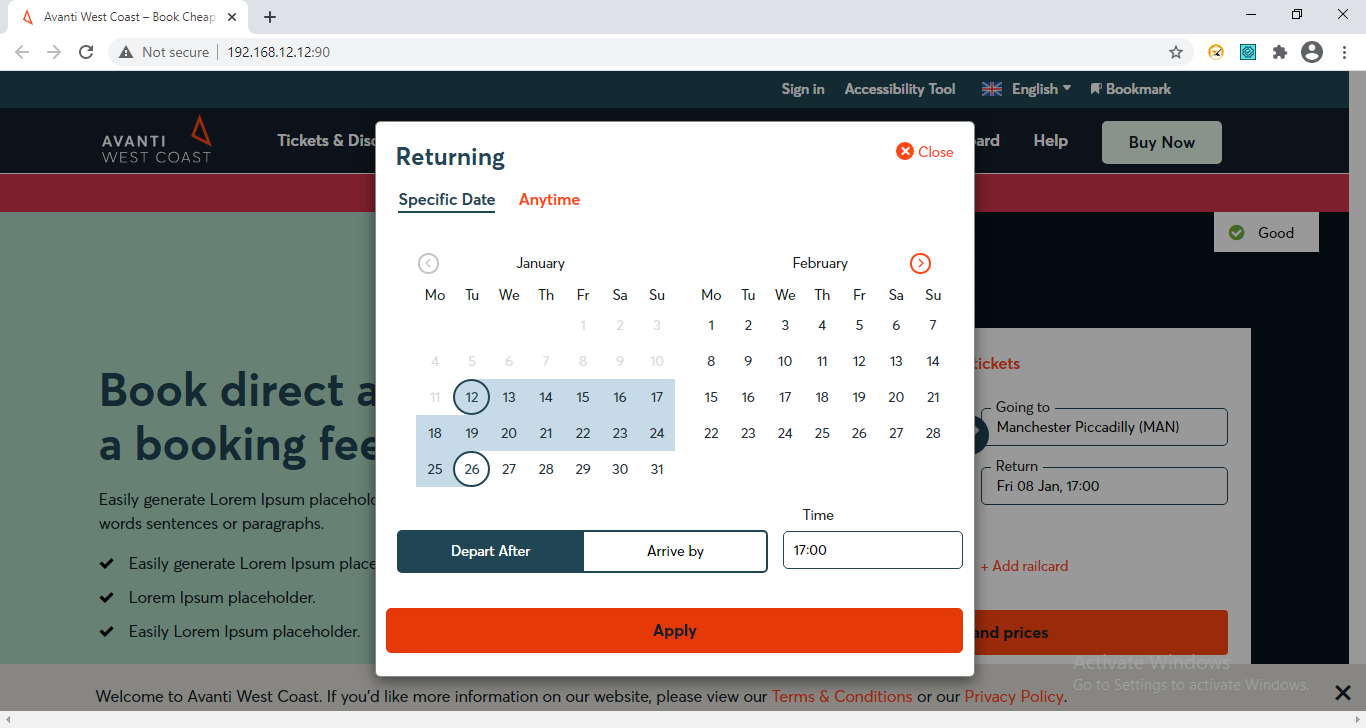 Avanti West Coast – Book Cheap
Not secure 192.168.12.12:90
Sign in Accessibility Tool English Bookmark
AVANTI
WEST COAST
Tickets & Disc
ard Help Buy Now
Returning
Close
Specific Date Anytime
Good
January
February
Mo Tu We Th Fr Sa Su
Mo Tu We Th Fr Sa Su
1 2 3
1 2 3 4 5 6 7
4 5 6 7 8 9 10
8 9 10 11 12 13 14
11 12 13 14 15 16 17
15 16 17 18 19 20 21
18 19 20 21 22 23 24
22 23 24 25 26 27 28
25 26 27 28 29 30 31
Time
Depart After Arrive by 17:00
Apply
Book direct a
a booking fee
Easily generate Lorem Ipsum placehold
words sentences or paragraphs.
Easily generate Lorem Ipsum place
Lorem Ipsum placeholder.
Easily Lorem Ipsum placeholder.
tickets
Going to
Manchester Piccadilly (MAN)
Return
Fri 08 Jan, 17:00
+ Add railcard
and prices
Activate Windows
Go to Settings to activate Windows.
Welcome to Avanti West Coast. If you'd like more information on our website, please view our Terms & Conditions or our Privacy Policy.